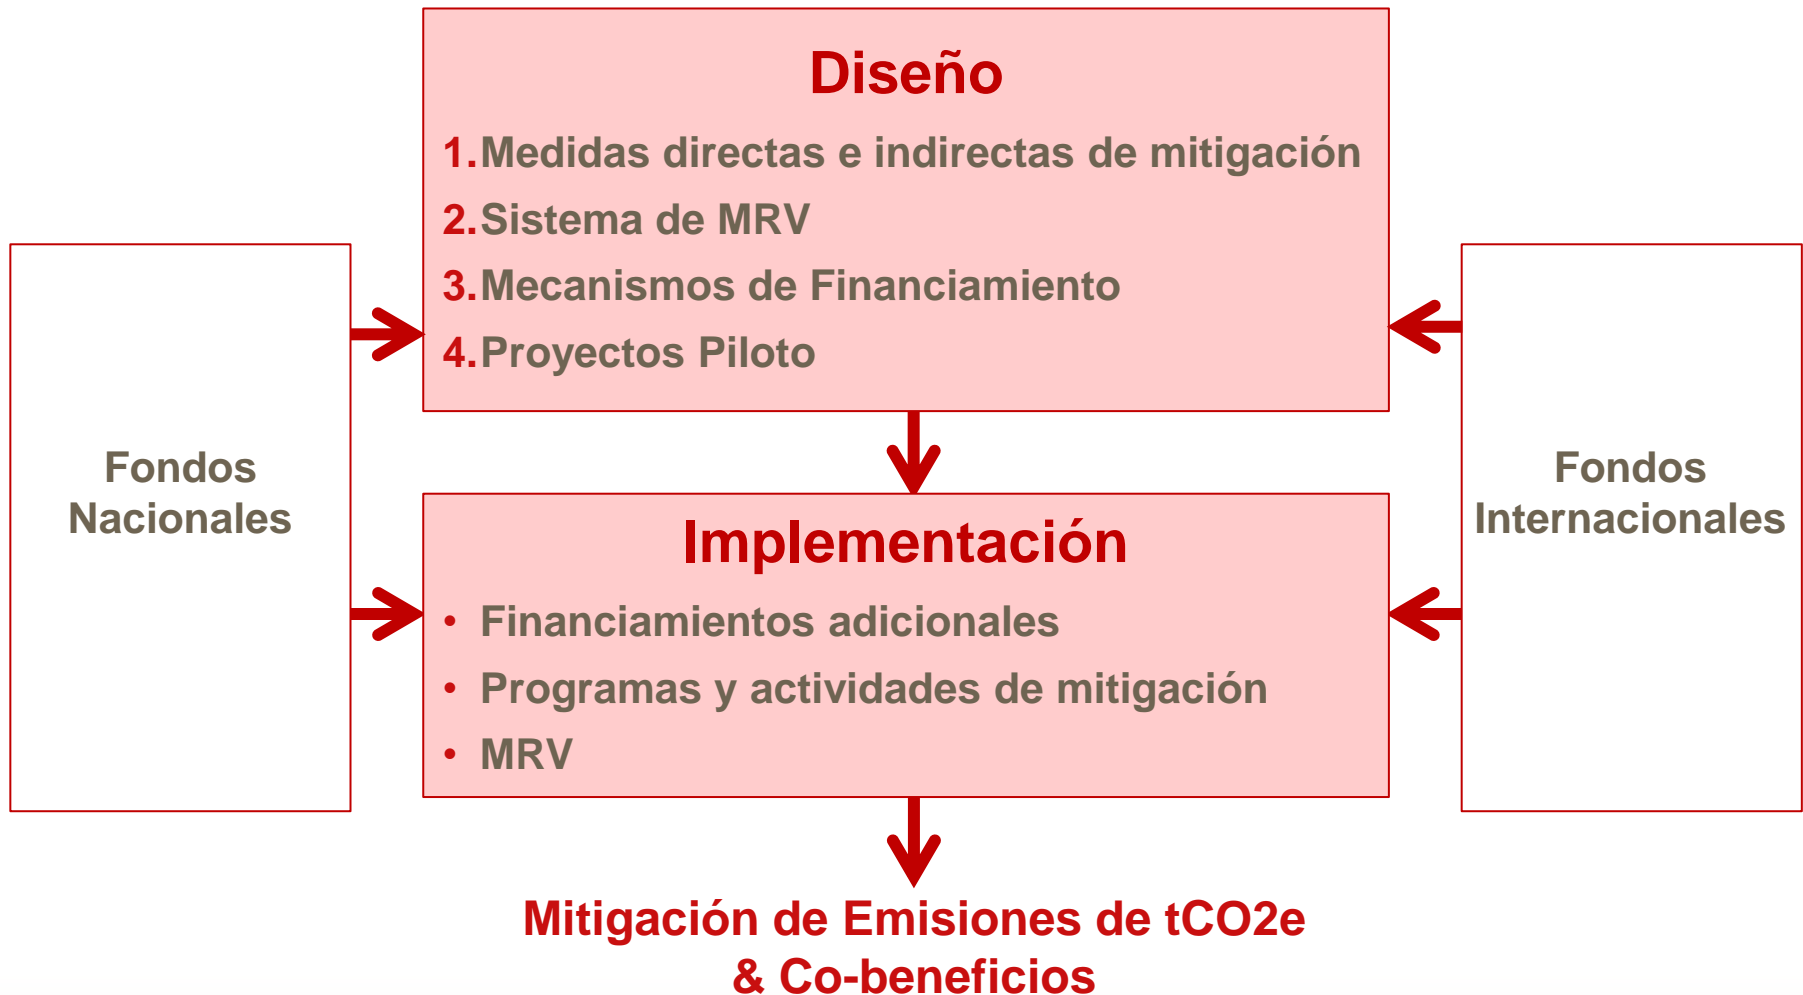 Diseño
1. Medidas directas e indirectas de mitigación
2. Sistema de MRV
3. Mecanismos de Financiamiento
4. Proyectos Piloto
Fondos
Nacionales
Fondos
Internacionales
Implementación
• Financiamientos adicionales
• Programas y actividades de mitigación
• MRV
Mitigación de Emisiones de tCO2e
& Co-beneficios